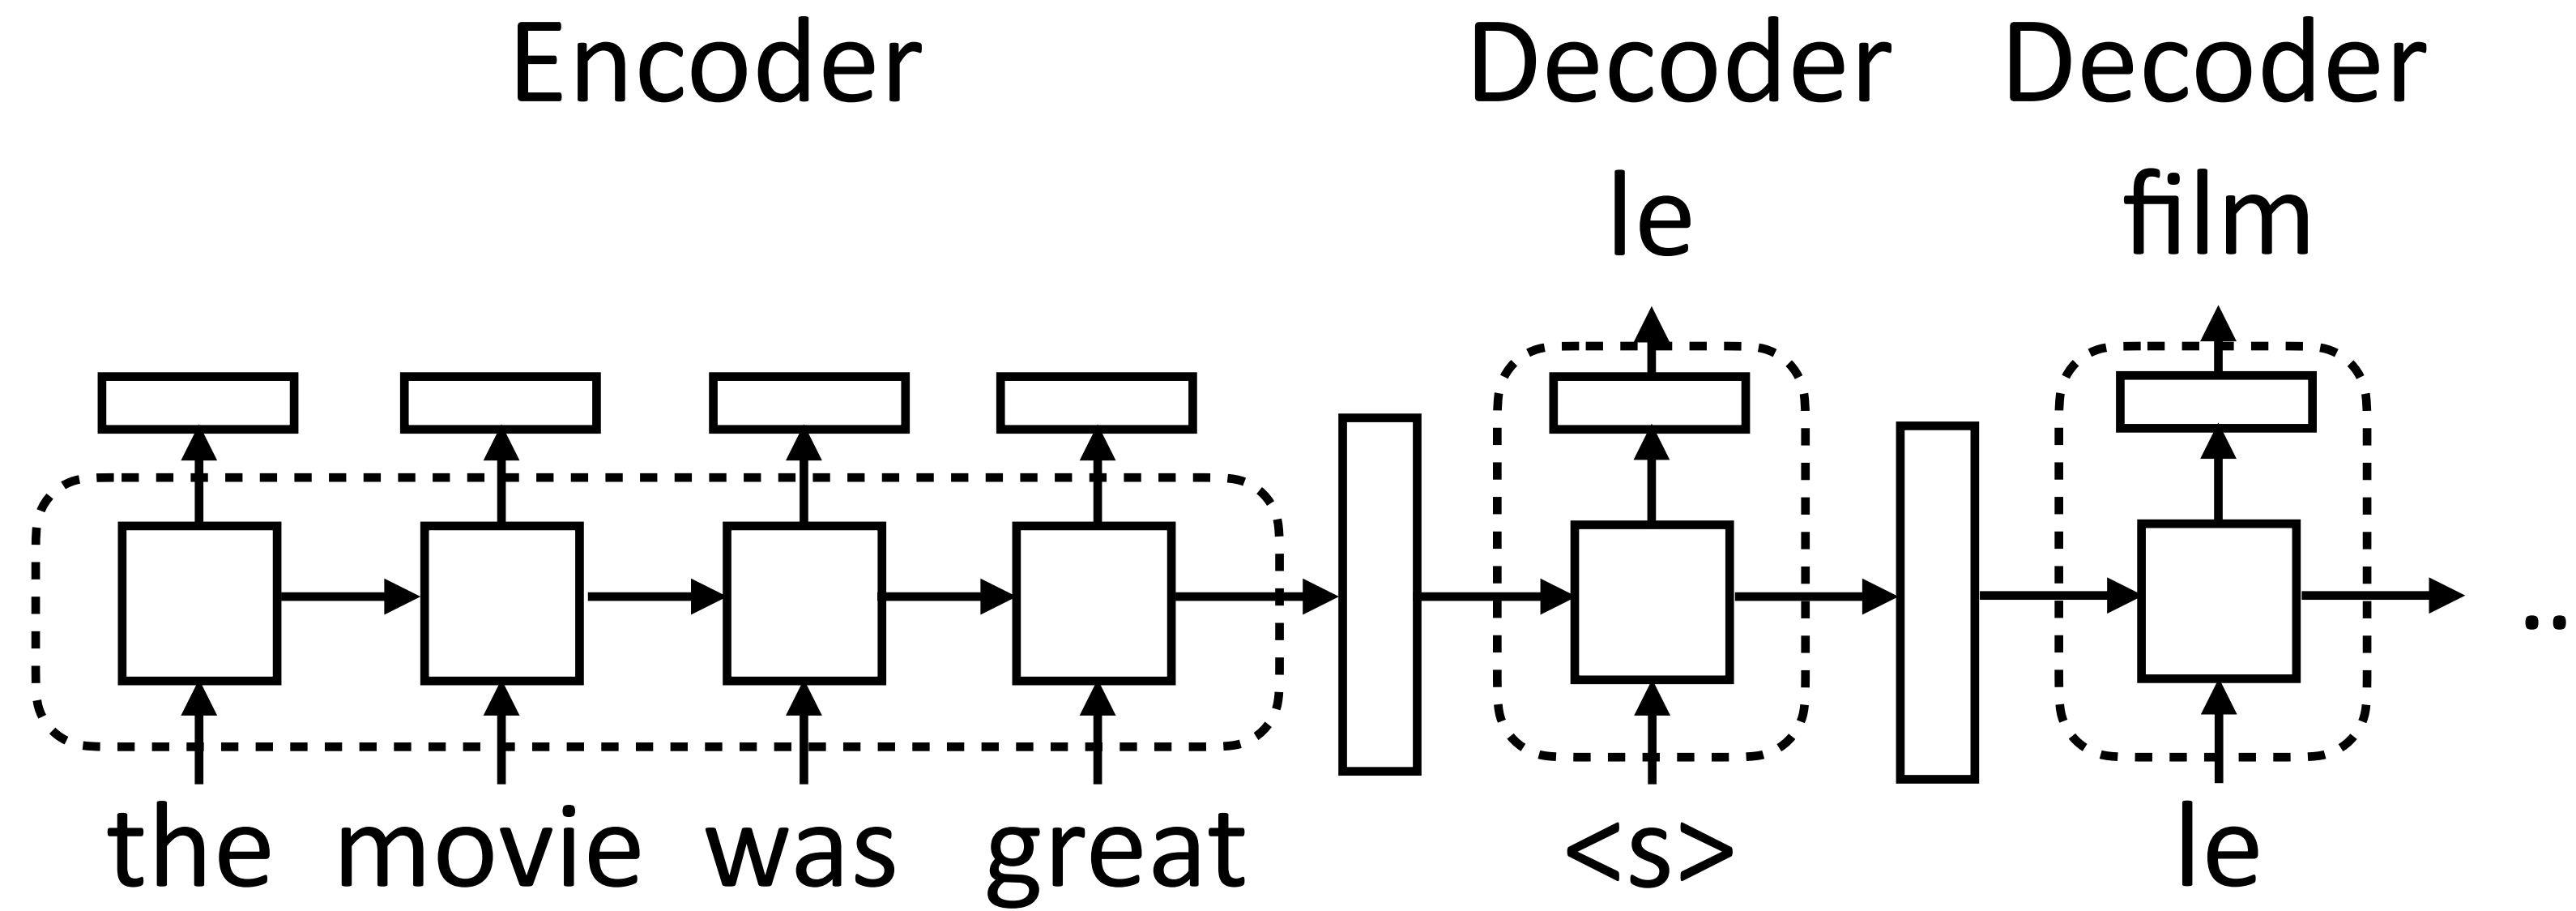 Encoder Decoder Decoder
le film
..
the movie was great <s> le